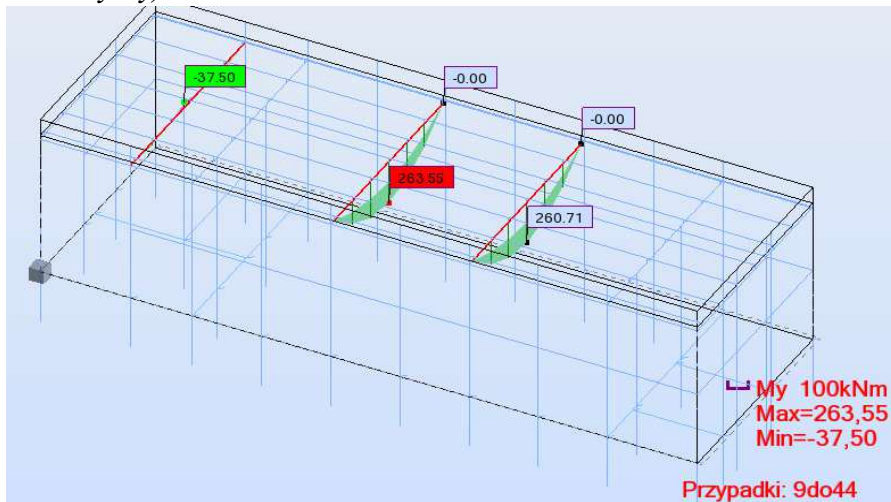 -37.50
-0.00
-0.00
263.55
260.71
My 100kNm
Max=263,55
Min=-37,50
Przypadki: 9do44